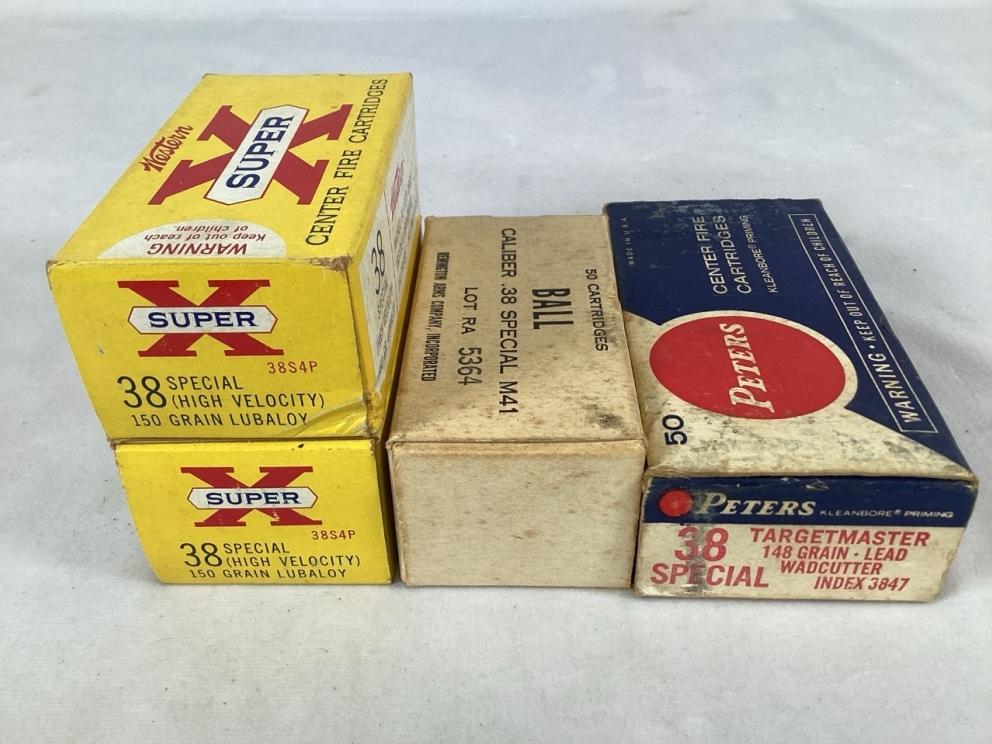 Western
X
SUPER
CENTER FIRE CARTRIDGES
WARNING
Keep out of reach
of children.
38
X
SUPER
38S4P
38 SPECIAL
(HIGH VELOCITY)
150 GRAIN LUBALOY
X
SUPER
38S4P
38 SPECIAL
(HIGH VELOCITY)
150 GRAIN LUBALOY
50 CARTRIDGES
BALL
CALIBER .38 SPECIAL M41
LOT RA 5364
REMINGTON ARMS COMPANY, INCORPORATED
MADE IN U.S.A.
CENTER FIRE
CARTRIDGES
KLEANBORE® PRIMING
PETERS
50
WARNING • KEEP OUT OF REACH OF CHILDREN
PETERS KLEANBORE® PRIMING
38
SPECIAL
TARGETMASTER
148 GRAIN - LEAD
WADCUTTER
INDEX 3847